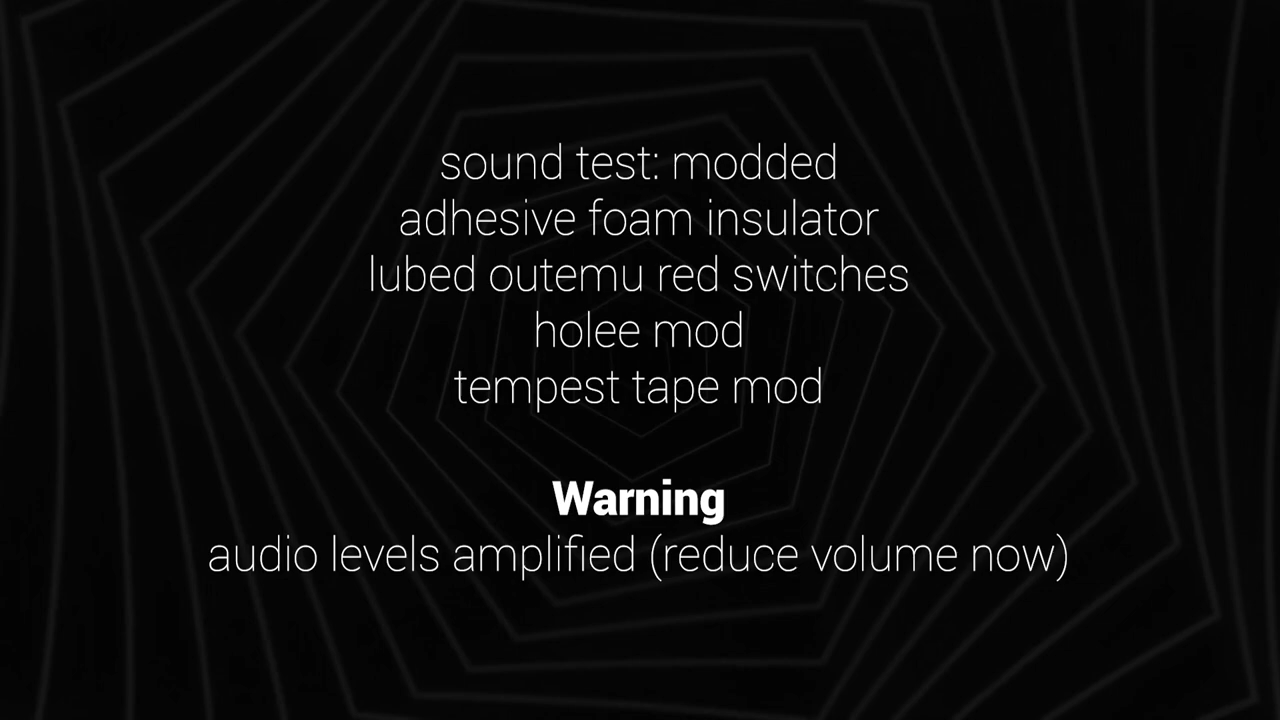 sound test: modded
adhesive foam insulator
lubed outemu red switches
holee mod
tempest tape mod
Warning
audio levels amplified (reduce volume now)